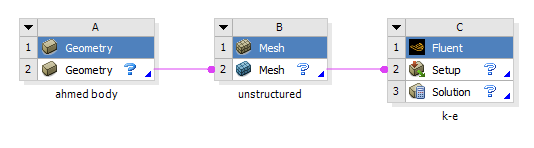 A
1 Geometry
2 Geometry ?
ahmed body
B
1 Mesh
2 Mesh ?
unstructured
C
1 Fluent
2 Setup ?
3 Solution ?
k-e